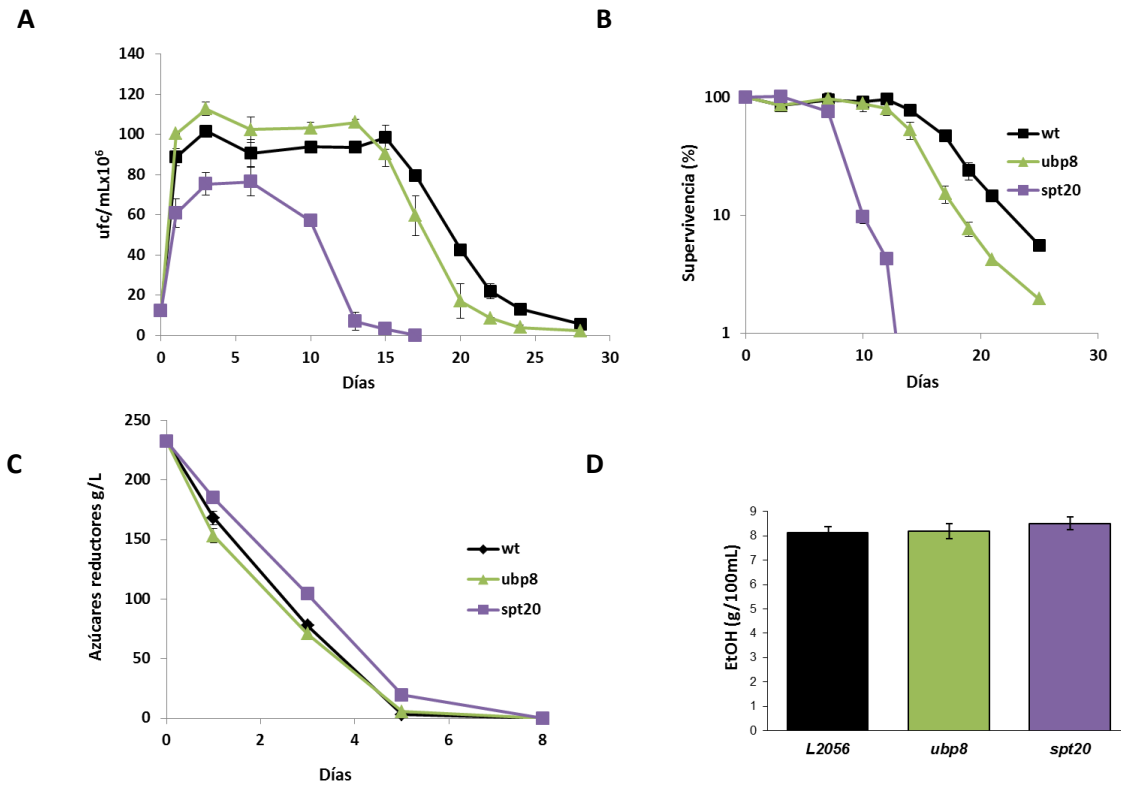 A
140
120
100
80
60
40
20
0
ufc/mLx10⁶
0 5 10 15 20 25 30
Días
B
100
10
1
Supervivencia (%)
0 10 20 30
Días
wt
ubp8
spt20
C
250
200
150
100
50
0
Azúcares reductores g/L
0 2 4 6 8
Días
wt
ubp8
spt20
D
9
8
7
6
5
4
3
2
1
0
EtOH (g/100mL)
L2056 ubp8 spt20